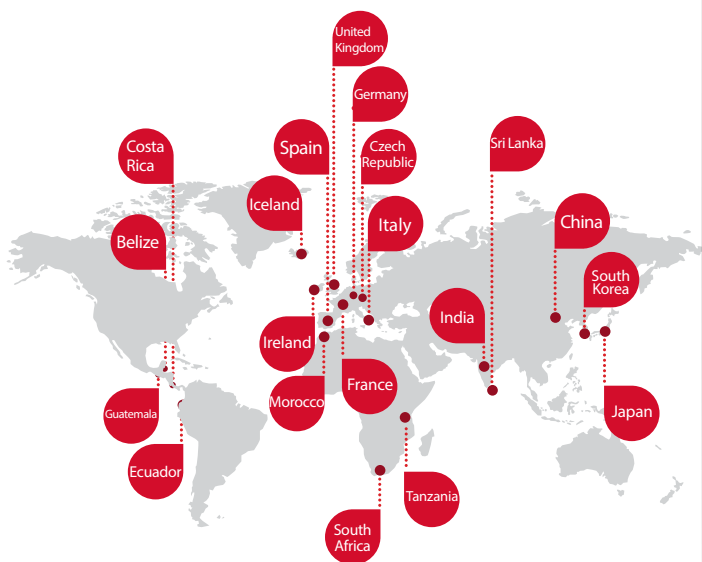 United
Kingdom
Germany
Costa
Rica
Spain
Czech
Republic
Sri Lanka
Iceland
Italy
China
Belize
South
Korea
India
Ireland
France
Morocco
Guatemala
Japan
Ecuador
Tanzania
South
Africa